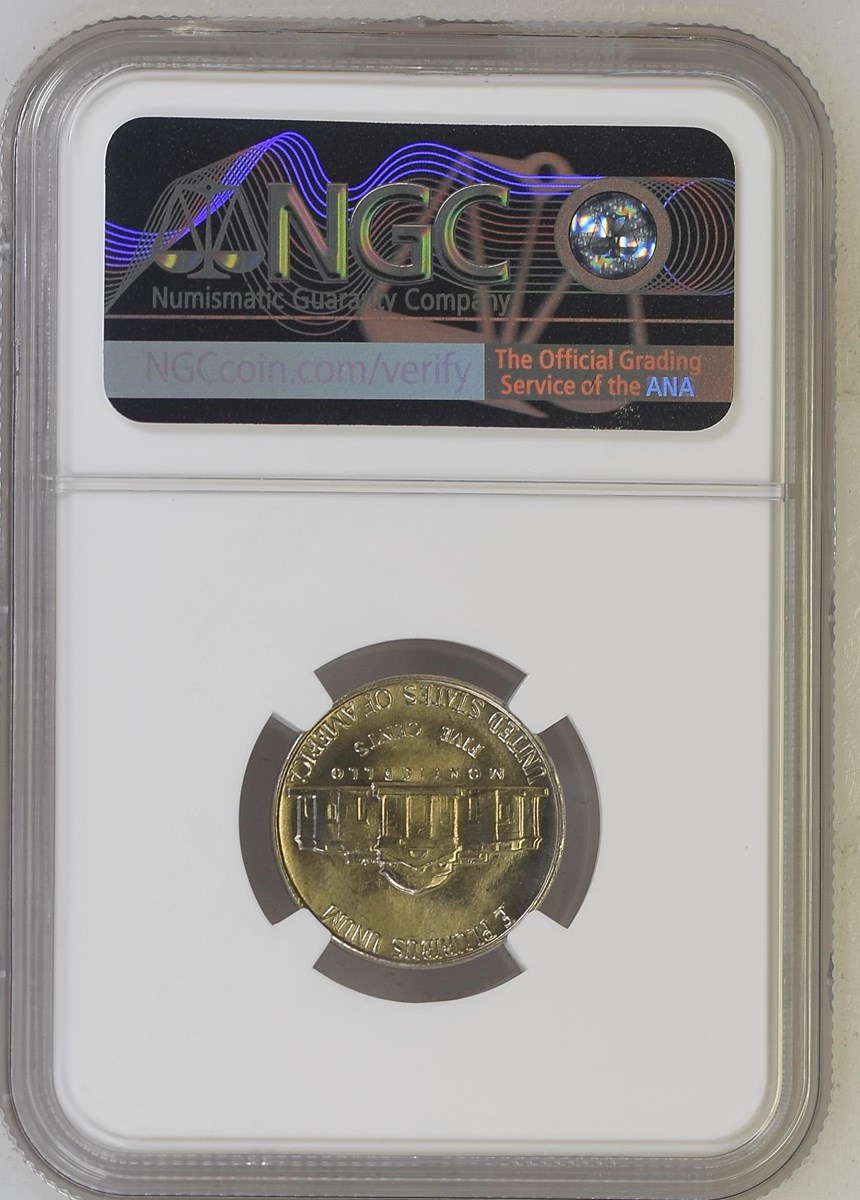 NGC
Numismatic Guaranty Company
NGCcoin.com/verify
The Official Grading
Service of the ANA
UNITED STATES OF AMERICA
FIVE CENTS
MONTICELLO
E PLURIBUS UNUM